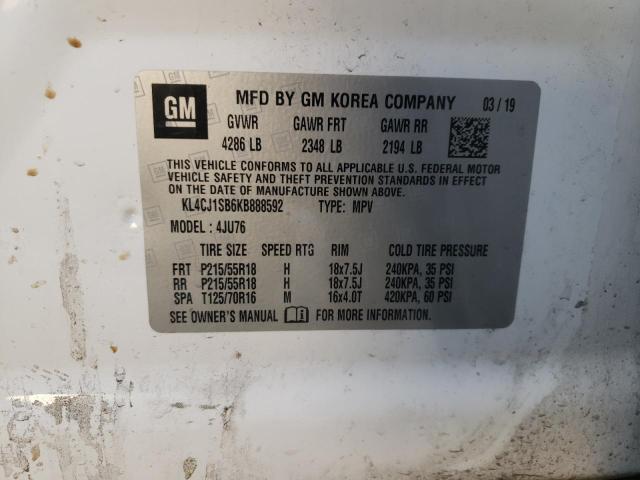 GM
MFD BY GM KOREA COMPANY 03/19
GVWR GAWR FRT GAWR RR
4286 LB 2348 LB 2194 LB
THIS VEHICLE CONFORMS TO ALL APPLICABLE U.S. FEDERAL MOTOR
VEHICLE SAFETY AND THEFT PREVENTION STANDARDS IN EFFECT
ON THE DATE OF MANUFACTURE SHOWN ABOVE.
KL4CJ1SB6KB888592 TYPE: MPV
MODEL: 4JU76
TIRE SIZE SPEED RTG RIM COLD TIRE PRESSURE
FRT P215/55R18 H 18x7.5J 240KPA, 35 PSI
RR P215/55R18 H 18x7.5J 240KPA, 35 PSI
SPA T125/70R16 M 16x4.0T 420KPA, 60 PSI
SEE OWNER'S MANUAL FOR MORE INFORMATION.